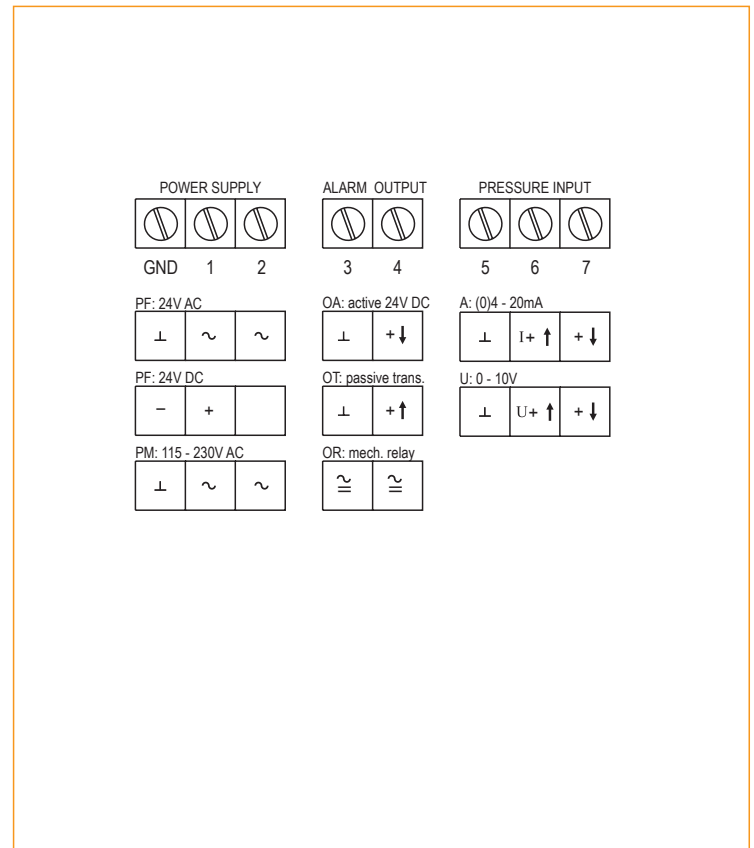 POWER SUPPLY ALARM OUTPUT PRESSURE INPUT
GND 1 2 3 4 5 6 7
PF: 24V AC OA: active 24V DC A: (0)4 - 20mA
⊥ ~ ~ ⊥ +↓ ⊥ I+ ↑ +↓
PF: 24V DC OT: passive trans. U: 0 - 10V
− + ⊥ +↑ ⊥ U+ ↑ +↓
PM: 115 - 230V AC OR: mech. relay
⊥ ~ ~ ≅ ≅